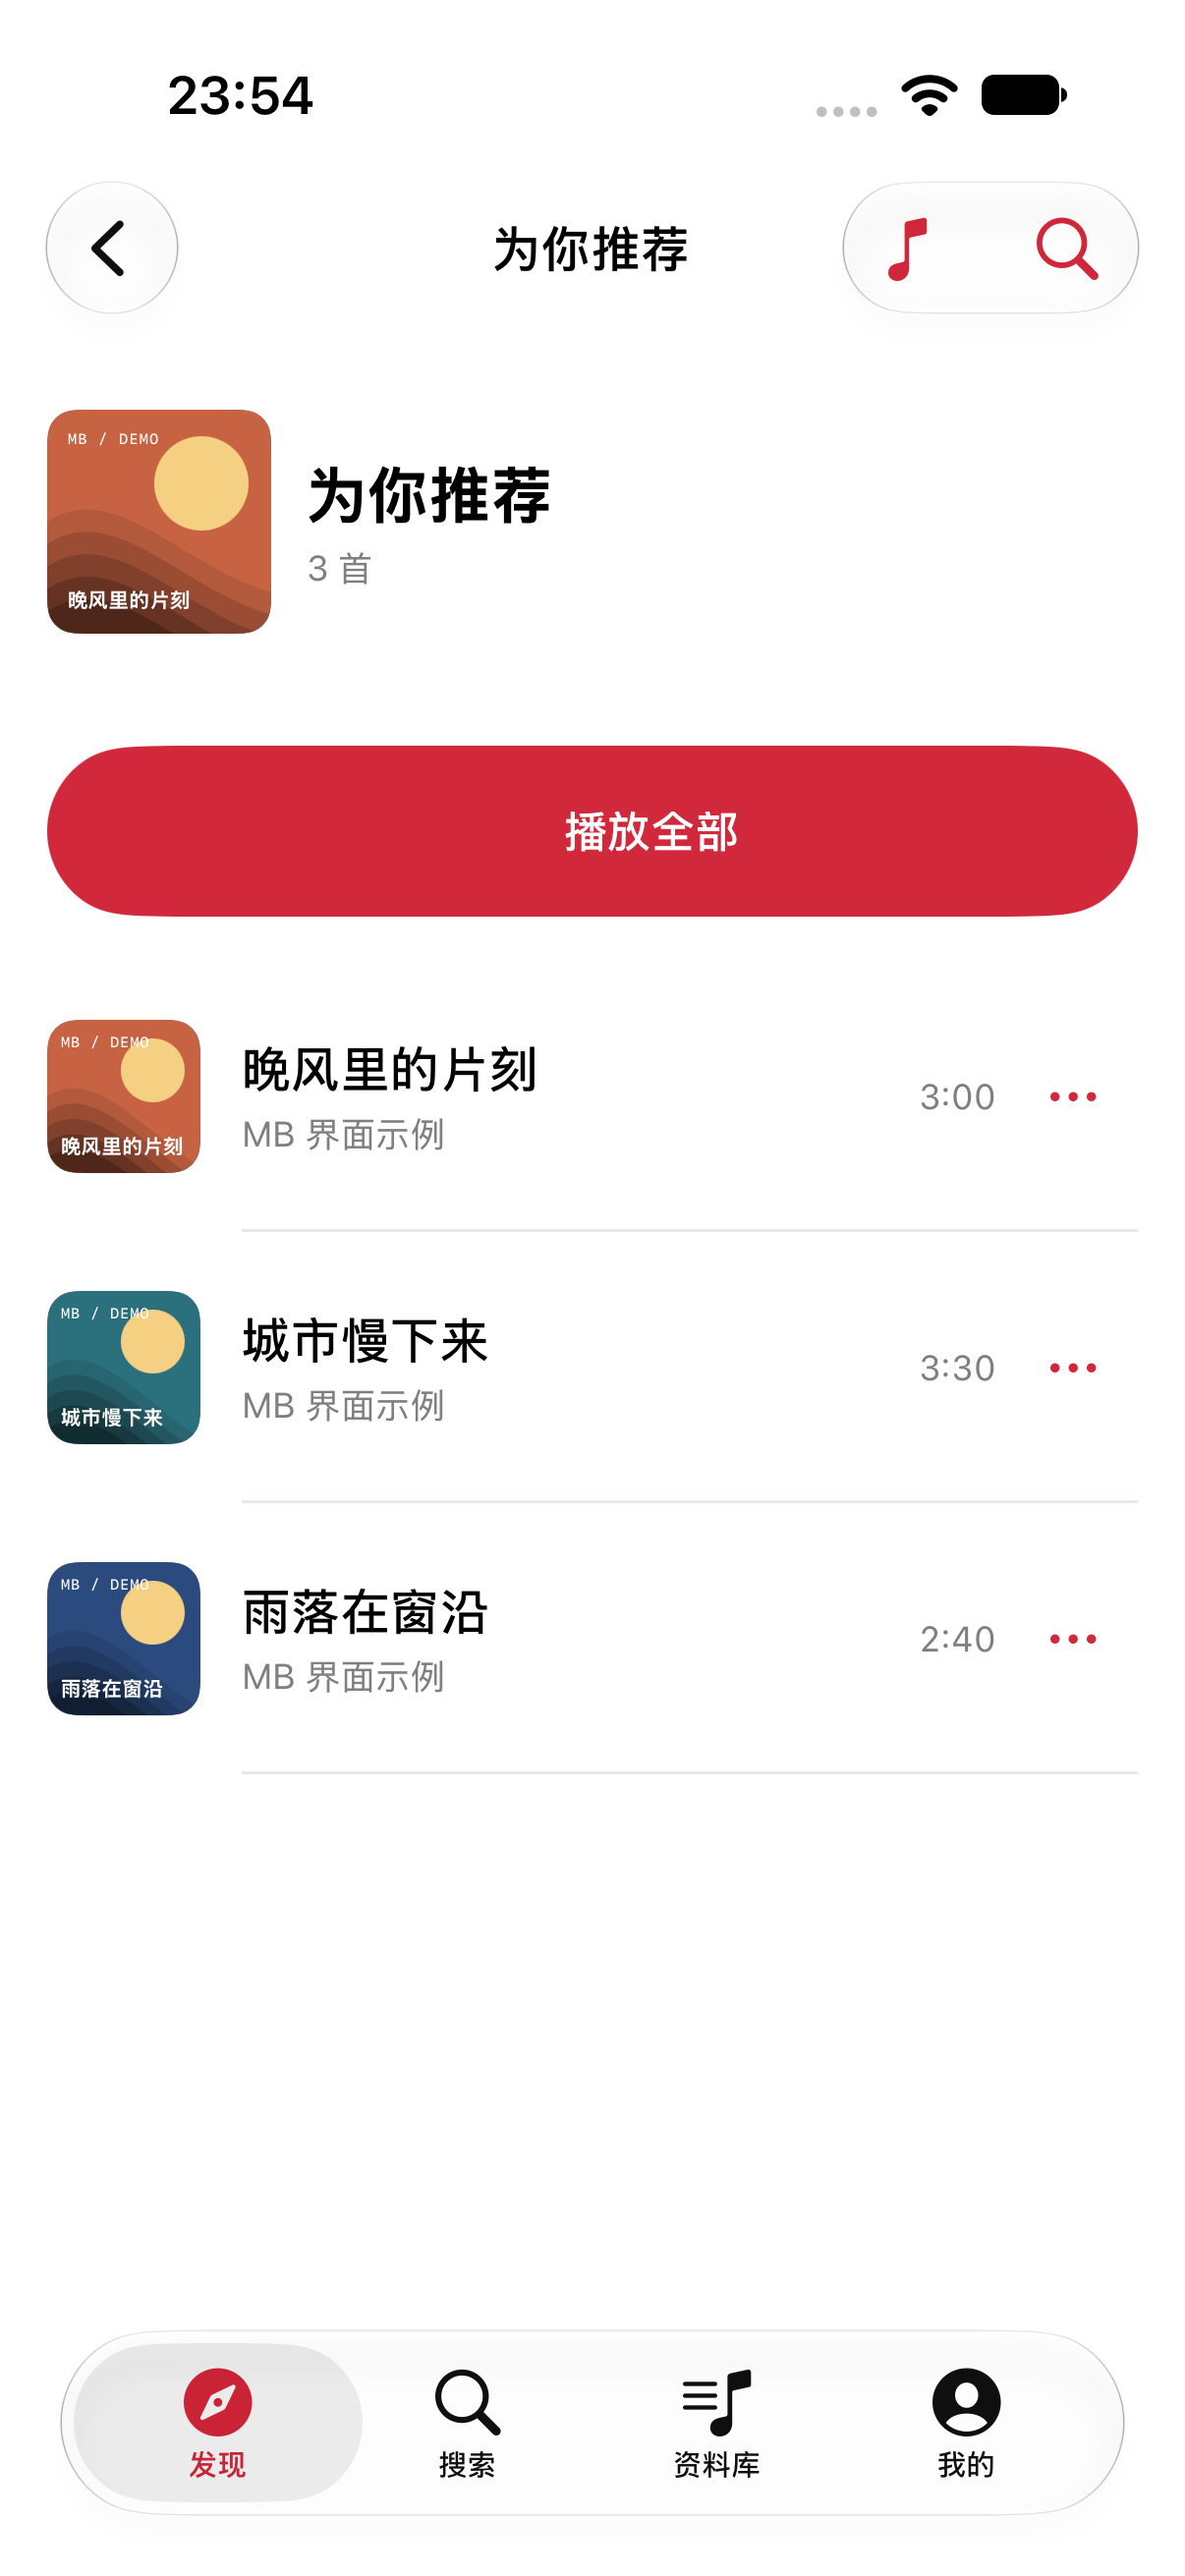 23:54
为你推荐
MB / DEMO
晚风里的片刻
为你推荐
3 首
播放全部
MB / DEMO
晚风里的片刻
晚风里的片刻
MB 界面示例
3:00
MB / DEMO
城市慢下来
城市慢下来
MB 界面示例
3:30
MB / DEMO
雨落在窗沿
雨落在窗沿
MB 界面示例
2:40
发现
搜索
资料库
我的